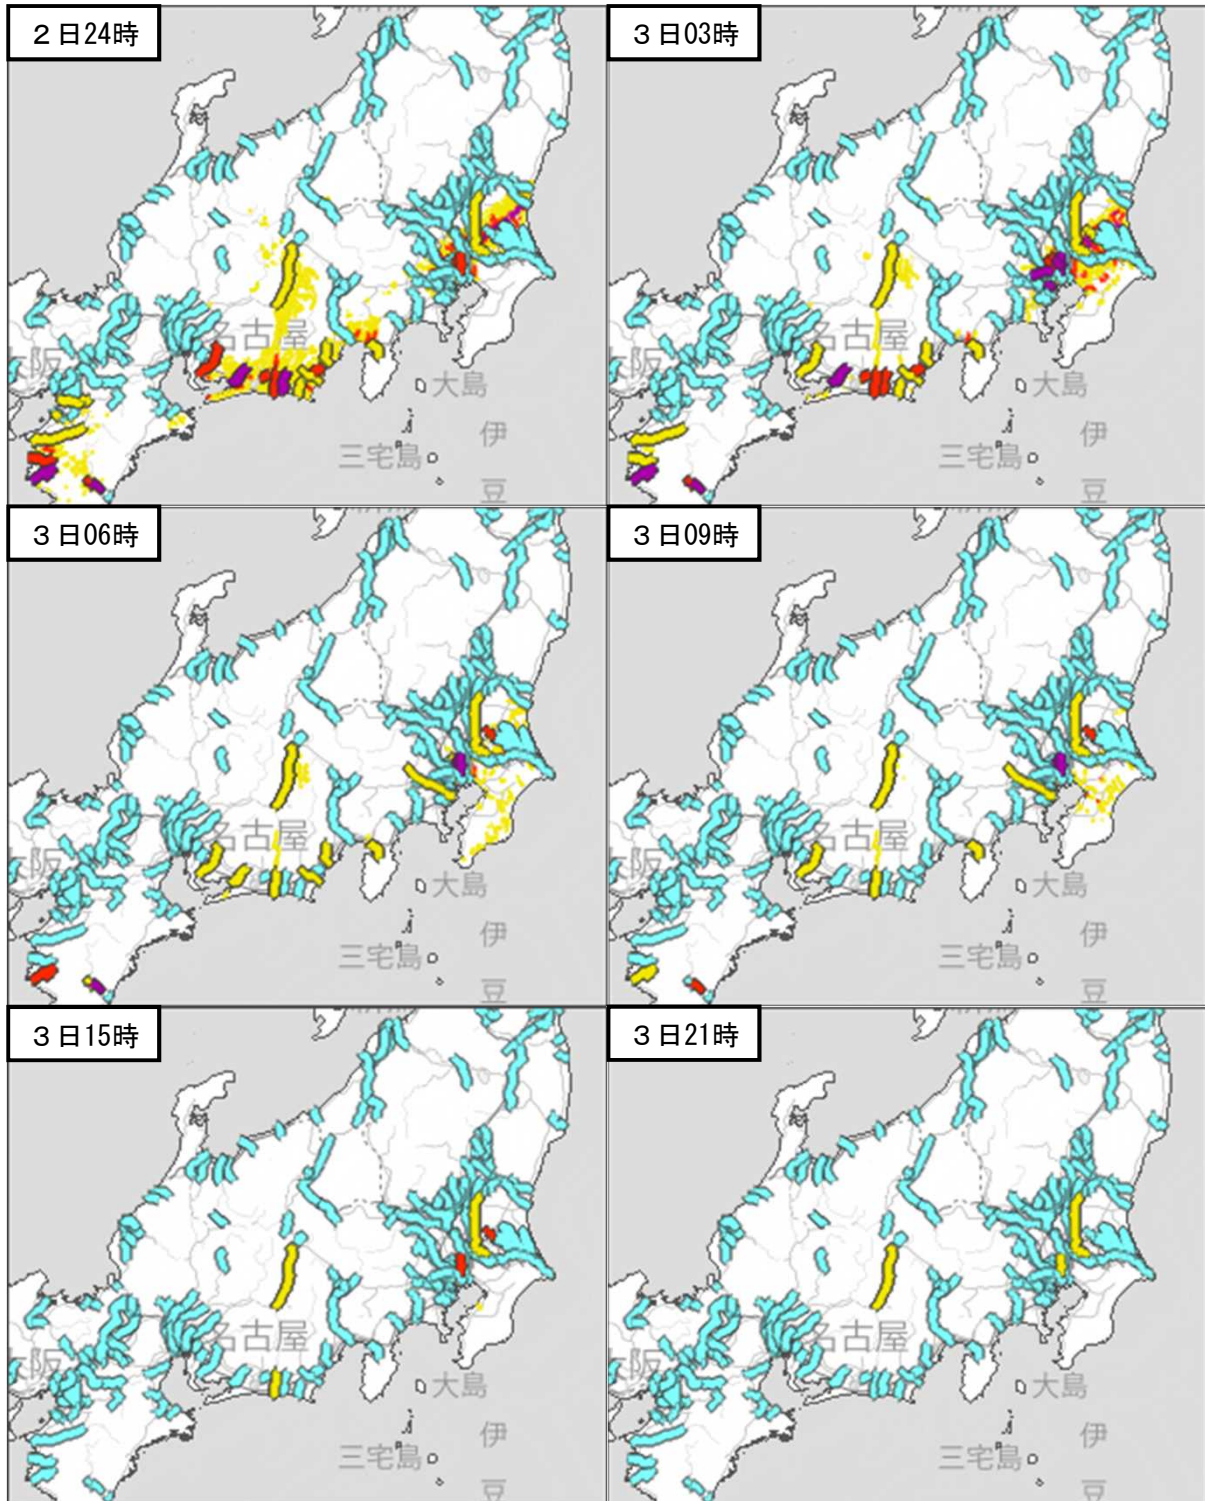 2日24時
名古屋
大阪
大島
伊
三宅島
豆
3日03時
名古屋
大阪
大島
伊
三宅島
豆
3日06時
名古屋
大阪
大島
伊
三宅島
豆
3日09時
名古屋
大阪
大島
伊
三宅島
豆
3日15時
名古屋
大阪
大島
伊
三宅島
豆
3日21時
名古屋
大阪
大島
伊
三宅島
豆